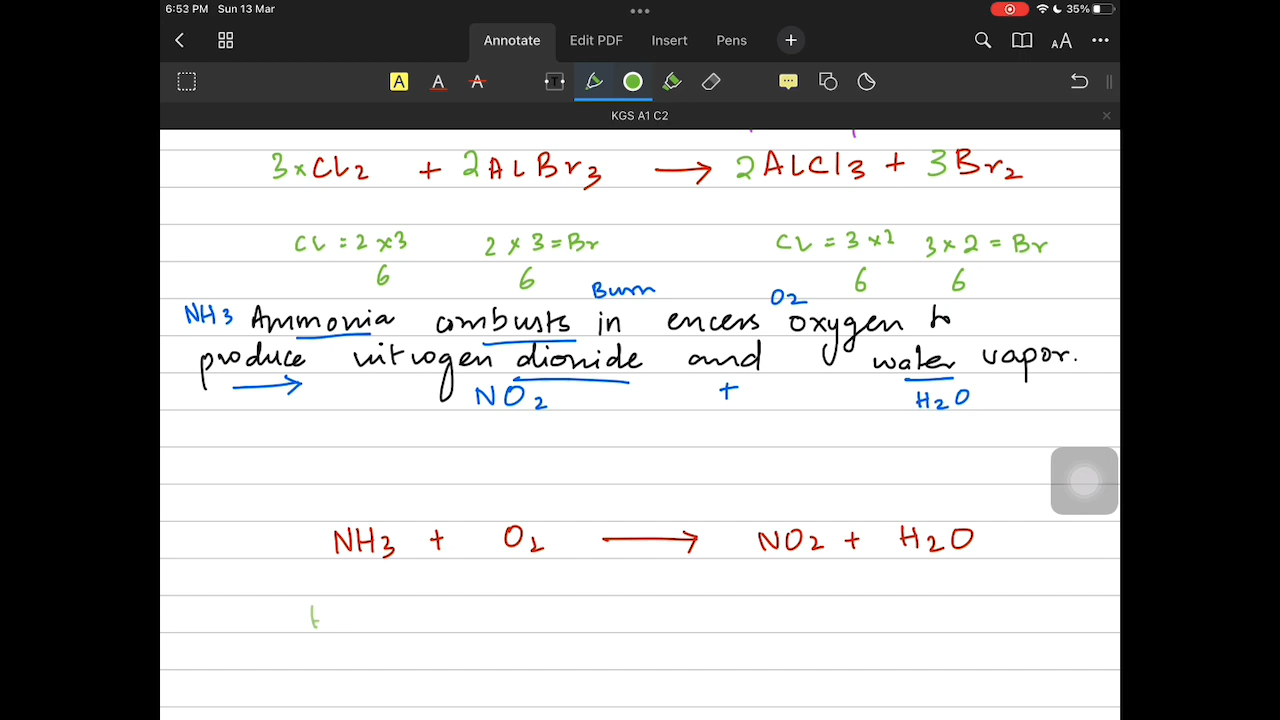 6:53 PM Sun 13 Mar 35%
Annotate Edit PDF Insert Pens
KGS A1 C2
3×Cl2 + 2AlBr3 → 2AlCl3 + 3Br2
Cl = 2 × 3 2 × 3 = Br Cl = 3 × 2 3 × 2 = Br
6 6 6 6
Burn O2
NH3 Ammonia combusts in excess oxygen to
produce nitrogen dioxide and water vapor.
→ NO2 + H2O
NH3 + O2 → NO2 + H2O